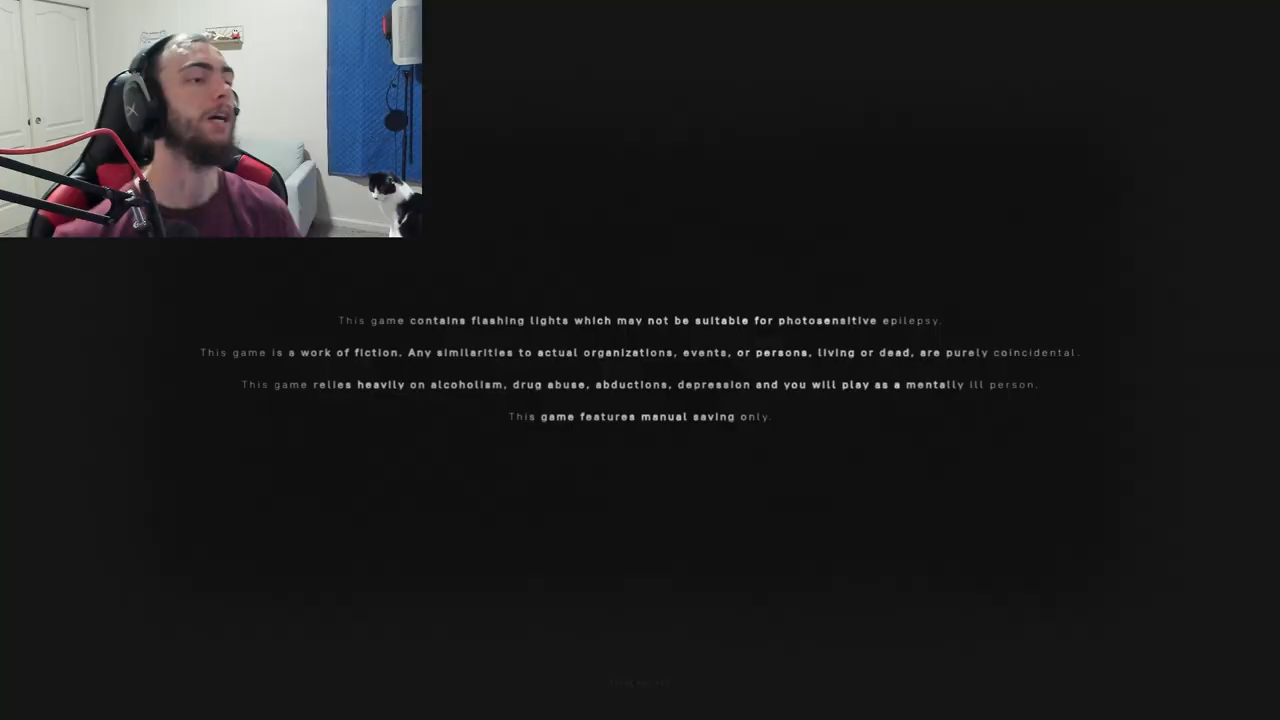 This game contains flashing lights which may not be suitable for photosensitive epilepsy.
This game is a work of fiction. Any similarities to actual organizations, events, or persons, living or dead, are purely coincidental.
This game relies heavily on alcoholism, drug abuse, abductions, depression and you will play as a mentally ill person.
This game features manual saving only.